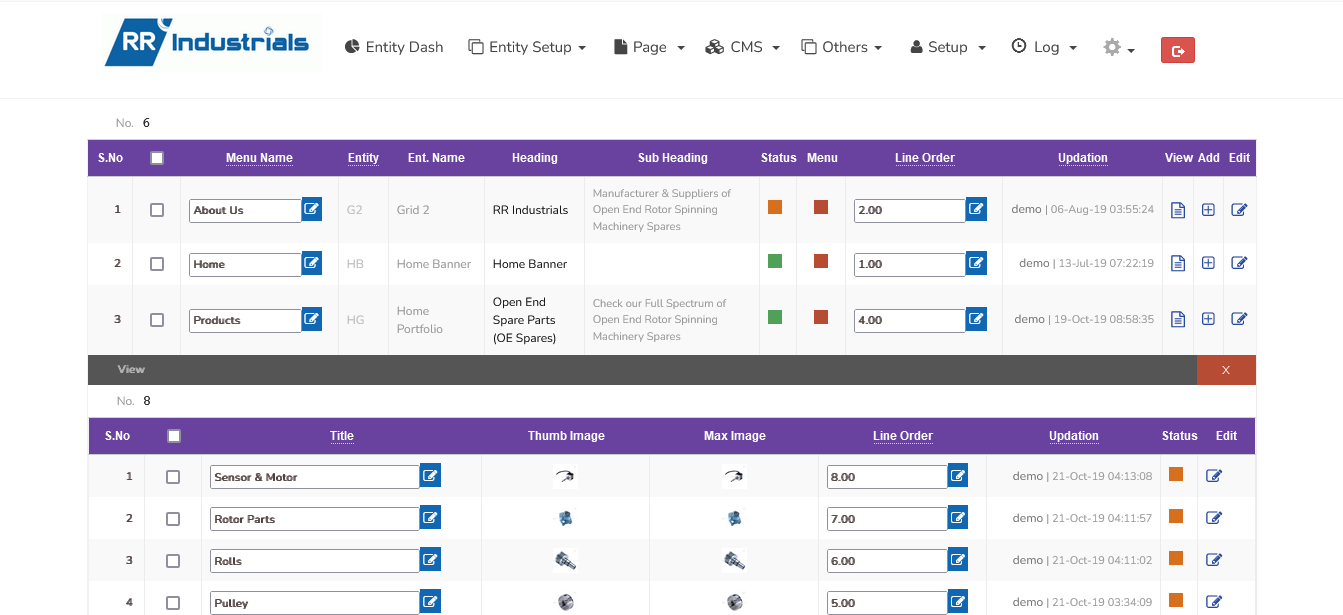 RR Industrials
Entity Dash Entity Setup Page CMS Others Setup Log
No. 6
S.No Menu Name Entity Ent. Name Heading Sub Heading Status Menu Line Order Updation View Add Edit
1 About Us G2 Grid 2 RR Industrials Manufacturer & Suppliers of
Open End Rotor Spinning
Machinery Spares 2.00 demo | 06-Aug-19 03:55:24
2 Home HB Home Banner Home Banner 1.00 demo | 13-Jul-19 07:22:19
3 Products HG Home
Portfolio Open End
Spare Parts
(OE Spares) Check our Full Spectrum of
Open End Rotor Spinning
Machinery Spares 4.00 demo | 19-Oct-19 08:58:35
View X
No. 8
S.No Title Thumb Image Max Image Line Order Updation Status Edit
1 Sensor & Motor 8.00 demo | 21-Oct-19 04:13:08
2 Rotor Parts 7.00 demo | 21-Oct-19 04:11:57
3 Rolls 6.00 demo | 21-Oct-19 04:11:02
4 Pulley 5.00 demo | 21-Oct-19 03:34:09